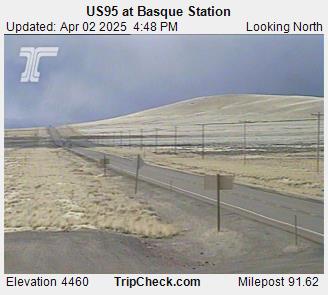 US95 at Basque Station
Updated: Apr 02 2025 4:48 PM Looking North
Elevation 4460 TripCheck.com Milepost 91.62